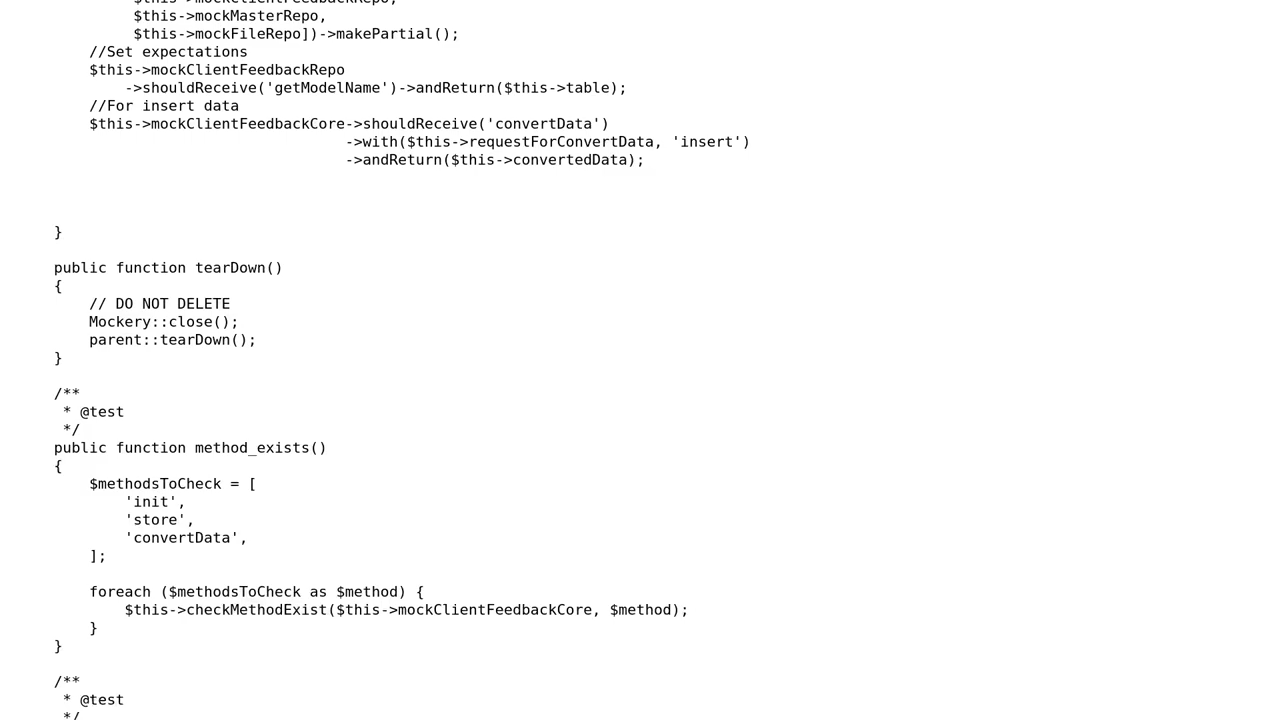 $this->mockClientFeedbackRepo,
$this->mockMasterRepo,
$this->mockFileRepo])->makePartial();
//Set expectations
$this->mockClientFeedbackRepo
->shouldReceive('getModelName')->andReturn($this->table);
//For insert data
$this->mockClientFeedbackCore->shouldReceive('convertData')
->with($this->requestForConvertData, 'insert')
->andReturn($this->convertedData);
}
public function tearDown()
{
// DO NOT DELETE
Mockery::close();
parent::tearDown();
}
/**
* @test
*/
public function method_exists()
{
$methodsToCheck = [
'init',
'store',
'convertData',
];
foreach ($methodsToCheck as $method) {
$this->checkMethodExist($this->mockClientFeedbackCore, $method);
}
}
/**
* @test
*/